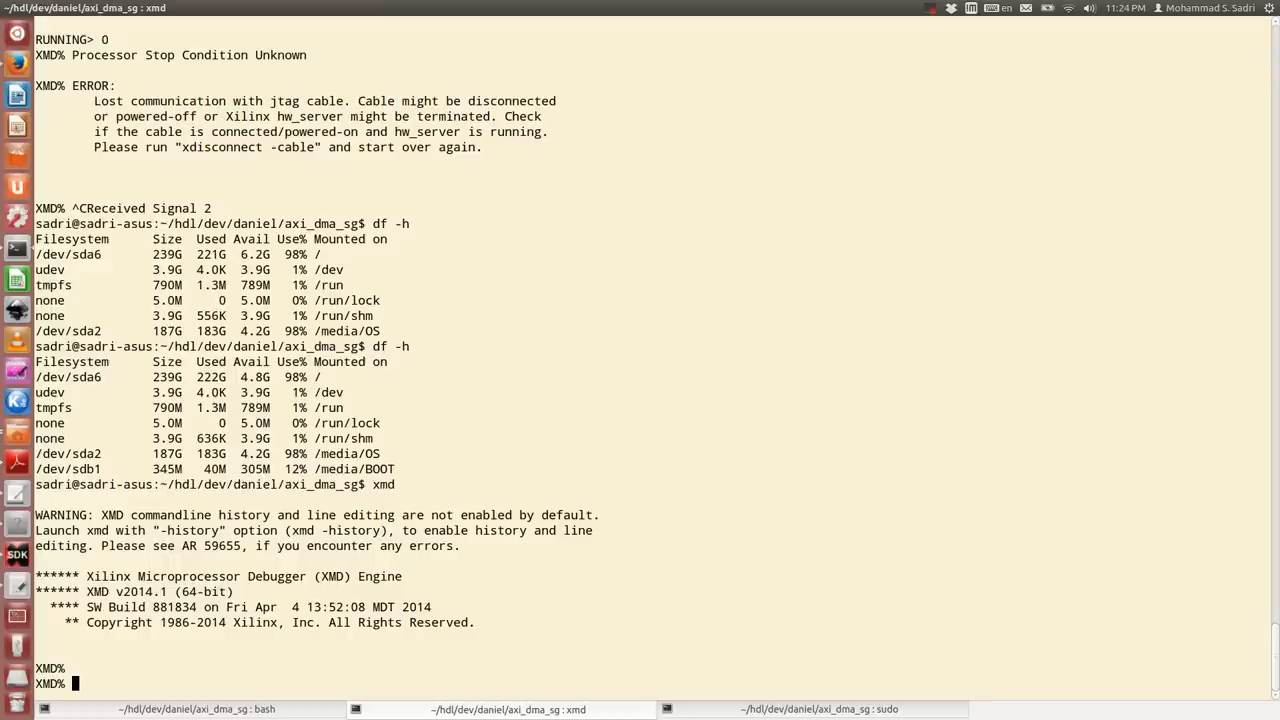 ~/hdl/dev/daniel/axi_dma_sg : xmd
en
11:24 PM
Mohammad S. Sadri
RUNNING> 0
XMD% Processor Stop Condition Unknown
XMD% ERROR:
Lost communication with jtag cable. Cable might be disconnected
or powered-off or Xilinx hw_server might be terminated. Check
if the cable is connected/powered-on and hw_server is running.
Please run "xdisconnect -cable" and start over again.
XMD% ^CReceived Signal 2
sadri@sadri-asus:~/hdl/dev/daniel/axi_dma_sg$ df -h
Filesystem Size Used Avail Use% Mounted on
/dev/sda6 239G 221G 6.2G 98% /
udev 3.9G 4.0K 3.9G 1% /dev
tmpfs 790M 1.3M 789M 1% /run
none 5.0M 0 5.0M 0% /run/lock
none 3.9G 556K 3.9G 1% /run/shm
/dev/sda2 187G 183G 4.2G 98% /media/OS
sadri@sadri-asus:~/hdl/dev/daniel/axi_dma_sg$ df -h
Filesystem Size Used Avail Use% Mounted on
/dev/sda6 239G 222G 4.8G 98% /
udev 3.9G 4.0K 3.9G 1% /dev
tmpfs 790M 1.3M 789M 1% /run
none 5.0M 0 5.0M 0% /run/lock
none 3.9G 636K 3.9G 1% /run/shm
/dev/sda2 187G 183G 4.2G 98% /media/OS
/dev/sdb1 345M 40M 305M 12% /media/BOOT
sadri@sadri-asus:~/hdl/dev/daniel/axi_dma_sg$ xmd
WARNING: XMD commandline history and line editing are not enabled by default.
Launch xmd with "-history" option (xmd -history), to enable history and line
editing. Please see AR 59655, if you encounter any errors.
****** Xilinx Microprocessor Debugger (XMD) Engine
****** XMD v2014.1 (64-bit)
**** SW Build 881834 on Fri Apr 4 13:52:08 MDT 2014
** Copyright 1986-2014 Xilinx, Inc. All Rights Reserved.
XMD%
XMD%
SDK
~/hdl/dev/daniel/axi_dma_sg : bash
~/hdl/dev/daniel/axi_dma_sg : xmd
~/hdl/dev/daniel/axi_dma_sg : sudo